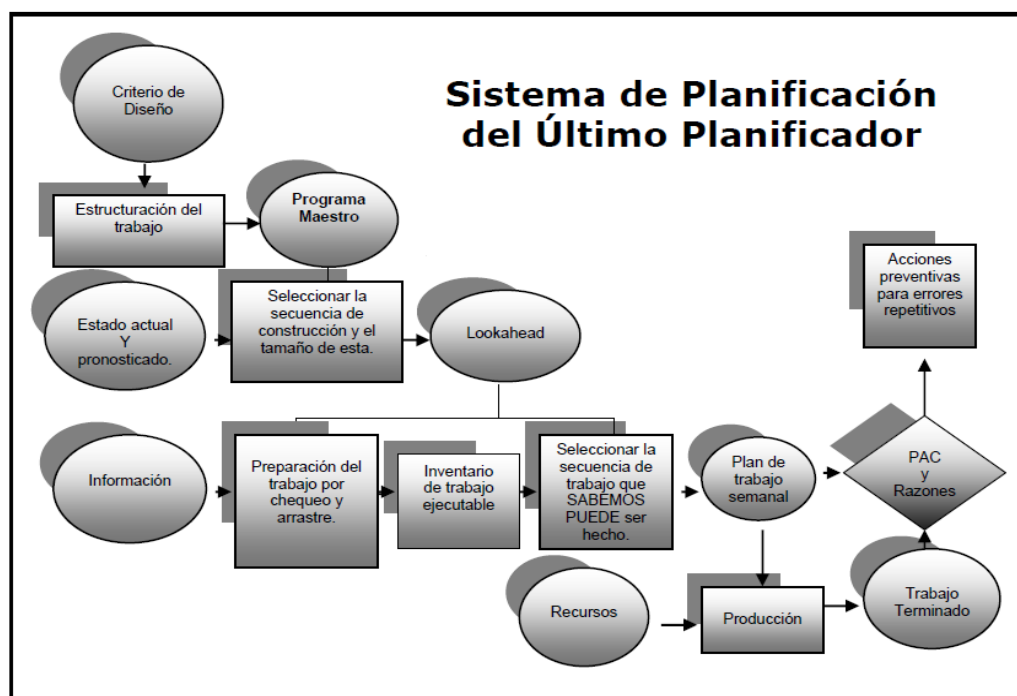 Sistema de Planificación
del Último Planificador
Criterio de
Diseño
Estructuración del
trabajo
Programa
Maestro
Estado actual
Y
pronosticado.
Seleccionar la
secuencia de
construcción y el
tamaño de esta.
Lookahead
Acciones
preventivas
para errores
repetitivos
Información
Preparación del
trabajo por
chequeo y
arrastre.
Inventario
de trabajo
ejecutable
Seleccionar la
secuencia de
trabajo que
SABEMOS
PUEDE ser
hecho.
Plan de
trabajo
semanal
PAC
y
Razones
Recursos
Producción
Trabajo
Terminado